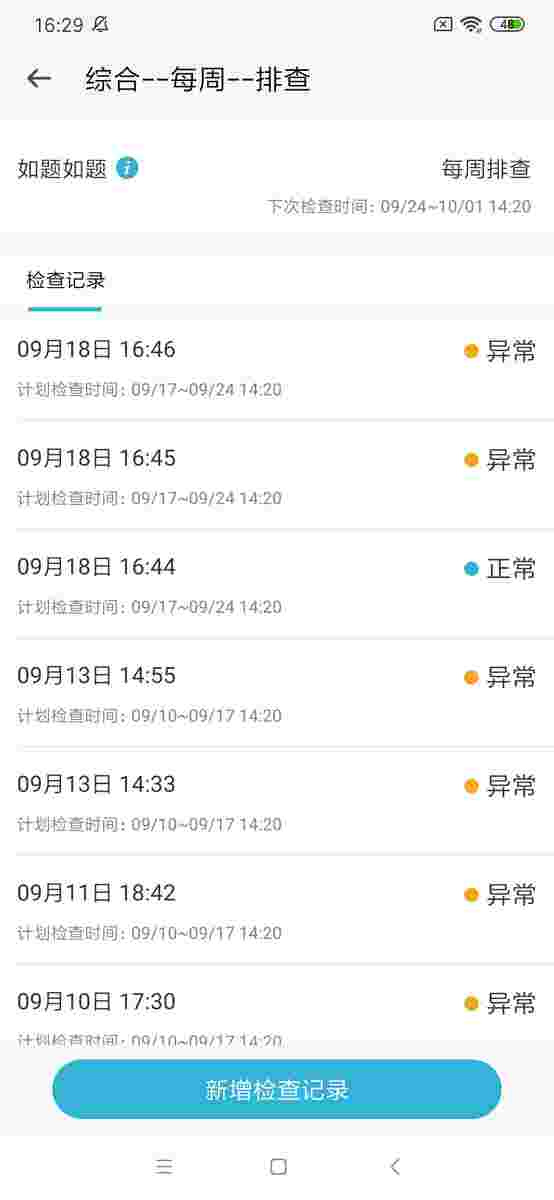 16:29
48
综合--每周--排查
如题如题
每周排查
下次检查时间: 09/24~10/01 14:20
检查记录
09月18日 16:46
异常
计划检查时间: 09/17~09/24 14:20
09月18日 16:45
异常
计划检查时间: 09/17~09/24 14:20
09月18日 16:44
正常
计划检查时间: 09/17~09/24 14:20
09月13日 14:55
异常
计划检查时间: 09/10~09/17 14:20
09月13日 14:33
异常
计划检查时间: 09/10~09/17 14:20
09月11日 18:42
异常
计划检查时间: 09/10~09/17 14:20
09月10日 17:30
异常
计划检查时间: 09/10~09/17 14:20
新增检查记录